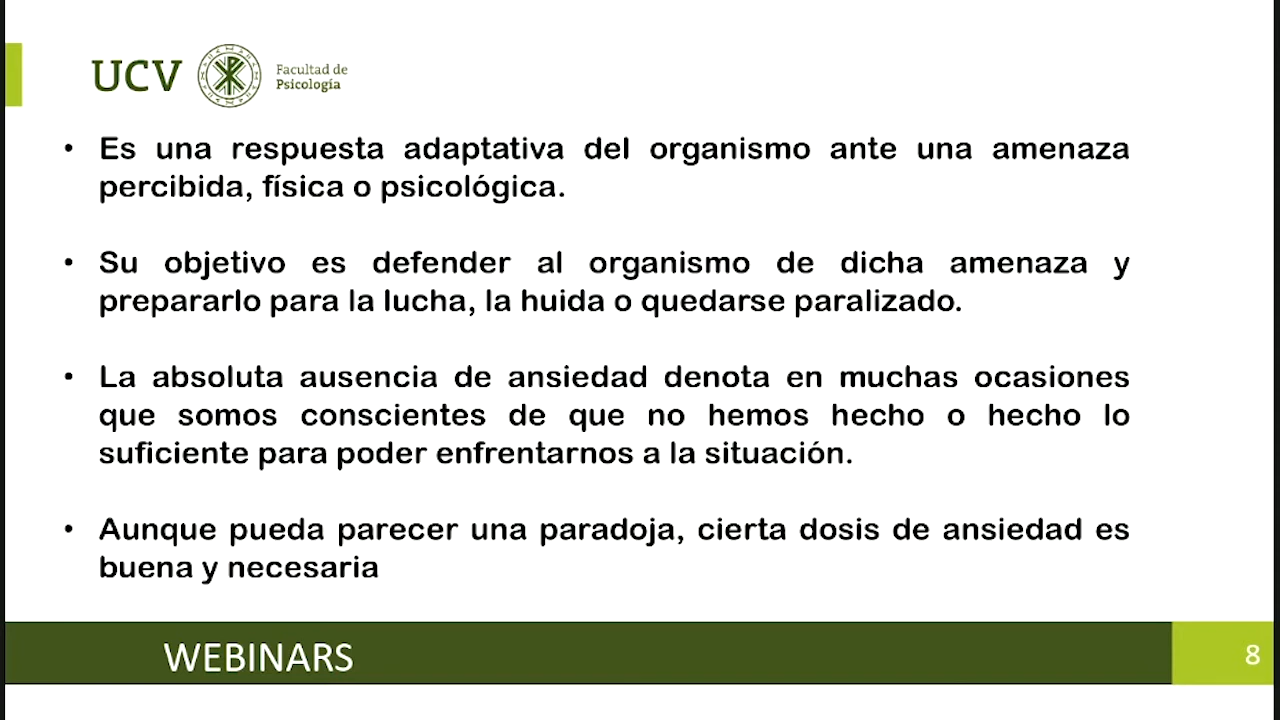 UCV
Facultad de
Psicología
• Es una respuesta adaptativa del organismo ante una amenaza
percibida, física o psicológica.
• Su objetivo es defender al organismo de dicha amenaza y
prepararlo para la lucha, la huida o quedarse paralizado.
• La absoluta ausencia de ansiedad denota en muchas ocasiones
que somos conscientes de que no hemos hecho o hecho lo
suficiente para poder enfrentarnos a la situación.
• Aunque pueda parecer una paradoja, cierta dosis de ansiedad es
buena y necesaria
WEBINARS
8